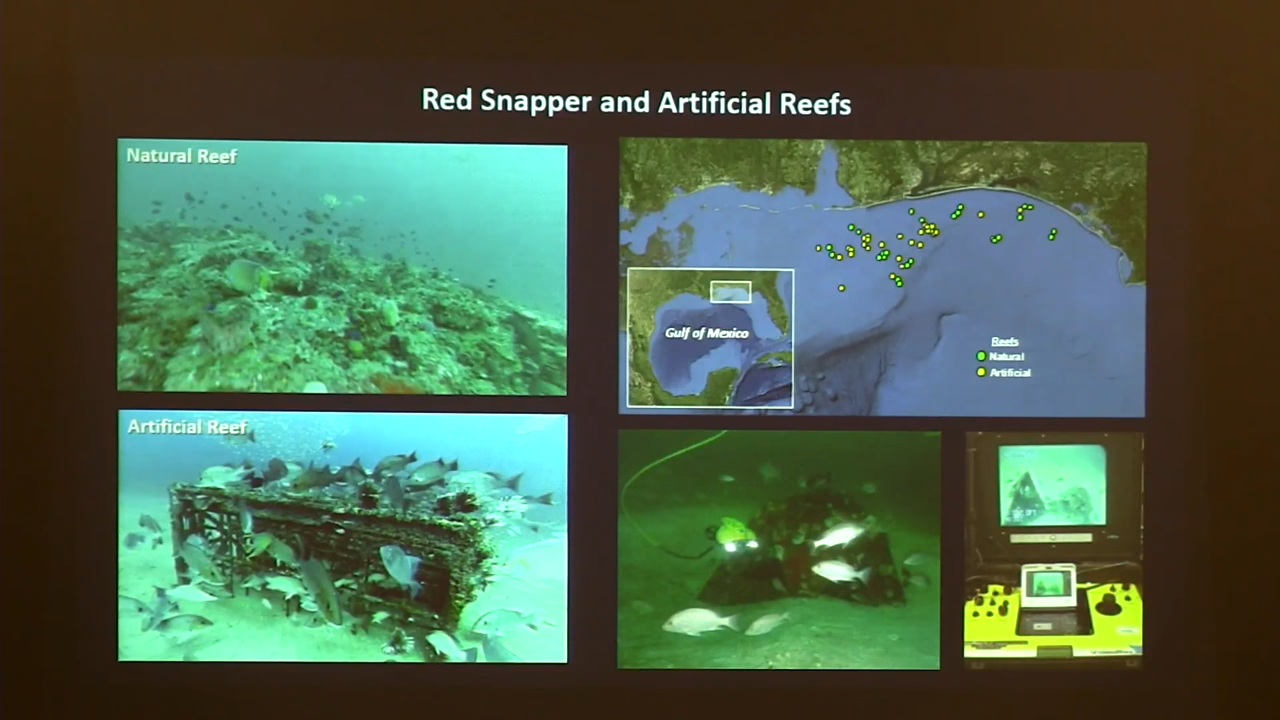 Red Snapper and Artificial Reefs
Natural Reef
Gulf of Mexico
Reefs
Natural
Artificial
Artificial Reef